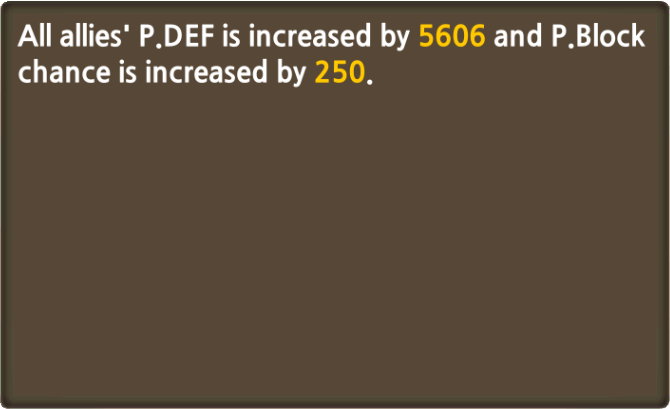 All allies' P.DEF is increased by 5606 and P.Block
chance is increased by 250.